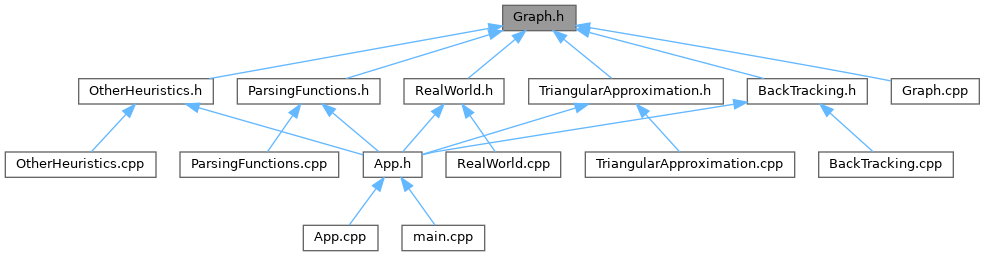 Graph.h
OtherHeuristics.h
ParsingFunctions.h
RealWorld.h
TriangularApproximation.h
BackTracking.h
Graph.cpp
OtherHeuristics.cpp
ParsingFunctions.cpp
App.h
RealWorld.cpp
TriangularApproximation.cpp
BackTracking.cpp
App.cpp
main.cpp